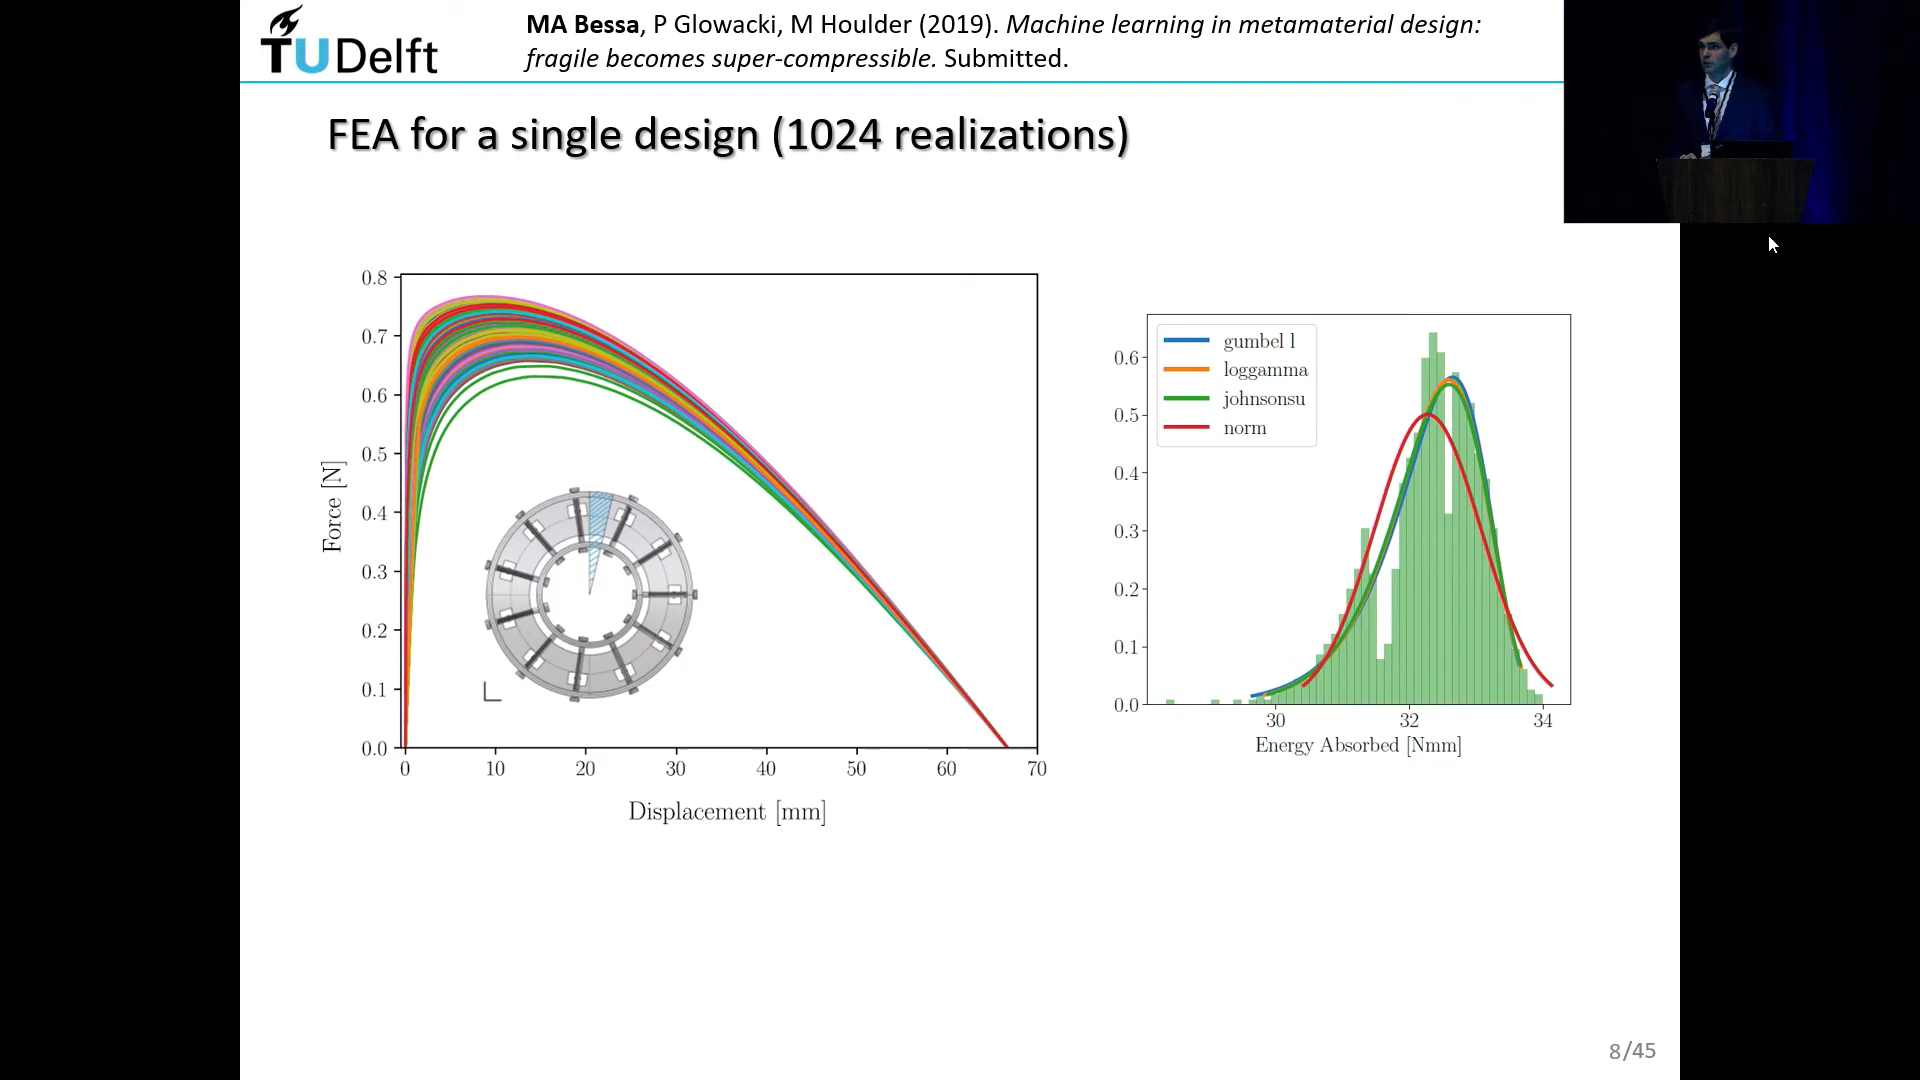 TUDelft
MA Bessa, P Glowacki, M Houlder (2019). Machine learning in metamaterial design:
fragile becomes super-compressible. Submitted.
FEA for a single design (1024 realizations)
0.8
0.7
0.6
0.5
0.4
0.3
0.2
0.1
0.0
Force [N]
0 10 20 30 40 50 60 70
Displacement [mm]
gumbel l
loggamma
johnsonsu
norm
0.6
0.5
0.4
0.3
0.2
0.1
0.0
30 32 34
Energy Absorbed [Nmm]
8/45